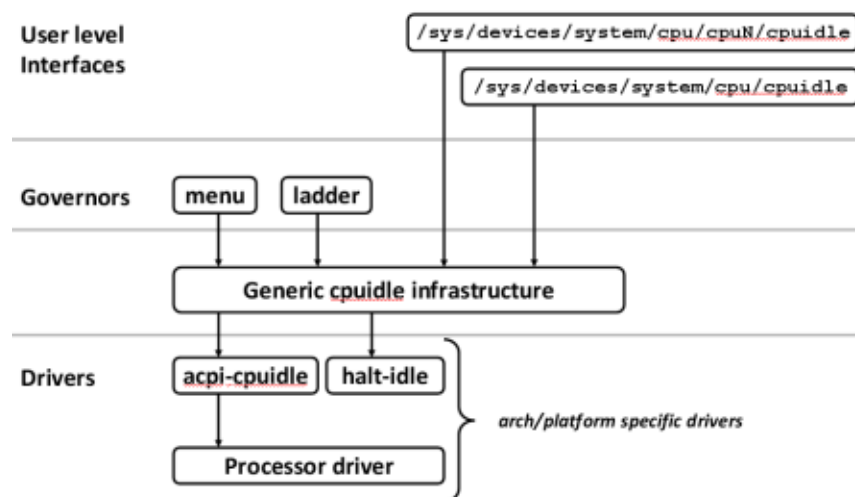 User level
Interfaces
/sys/devices/system/cpu/cpuN/cpuidle
/sys/devices/system/cpu/cpuidle
Governors
menu
ladder
Generic cpuidle infrastructure
Drivers
acpi-cpuidle
halt-idle
arch/platform specific drivers
Processor driver